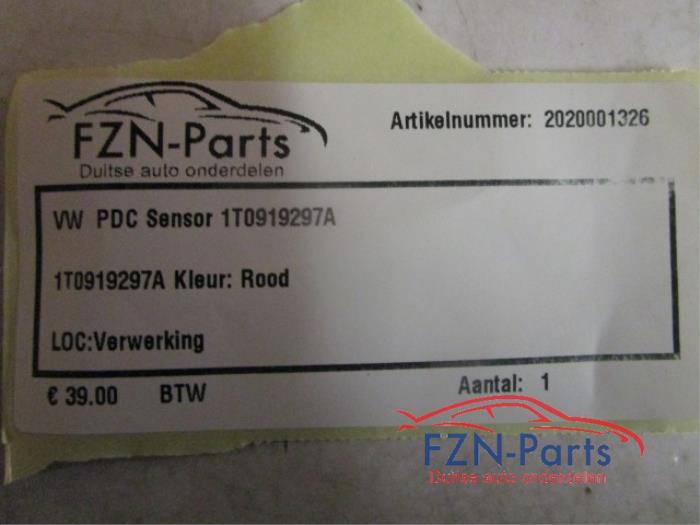 FZN-Parts
Duitse auto onderdelen
Artikelnummer: 2020001326
VW PDC Sensor 1T0919297A
1T0919297A Kleur: Rood
LOC:Verwerking
€ 39.00 BTW Aantal: 1
FZN-Parts
Duitse auto onderdelen